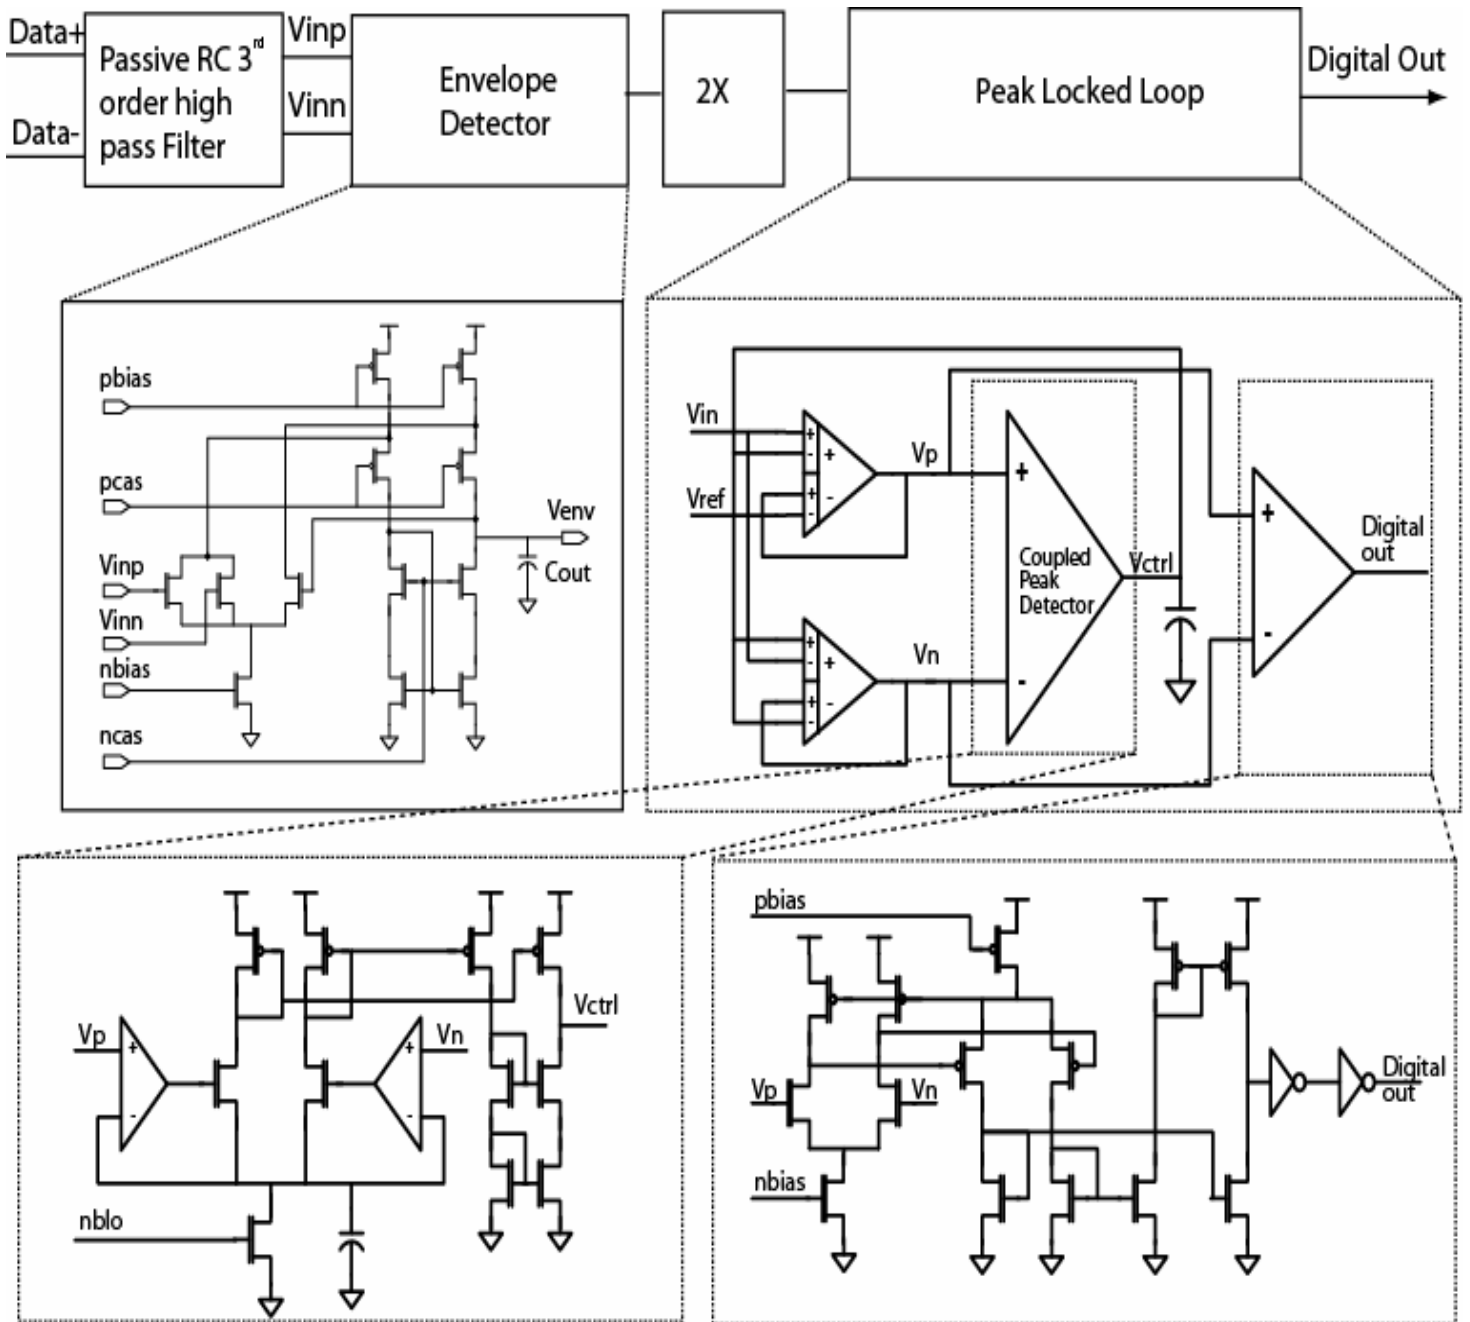 Data+
Data-
Passive RC 3rd
order high
pass Filter
Vinp
Vinn
Envelope
Detector
2X
Peak Locked Loop
Digital Out
pbias
pcas
Vinp
Vinn
nbias
ncas
Venv
Cout
Vin
Vref
+
-
+
+
-
-
Vp
+
-
+
+
-
-
Vn
+
-
Coupled
Peak
Detector
Vctrl
+
-
Digital
out
Vp
+
-
Vn
+
-
nblo
Vctrl
pbias
Vp
Vn
nbias
Digital
out